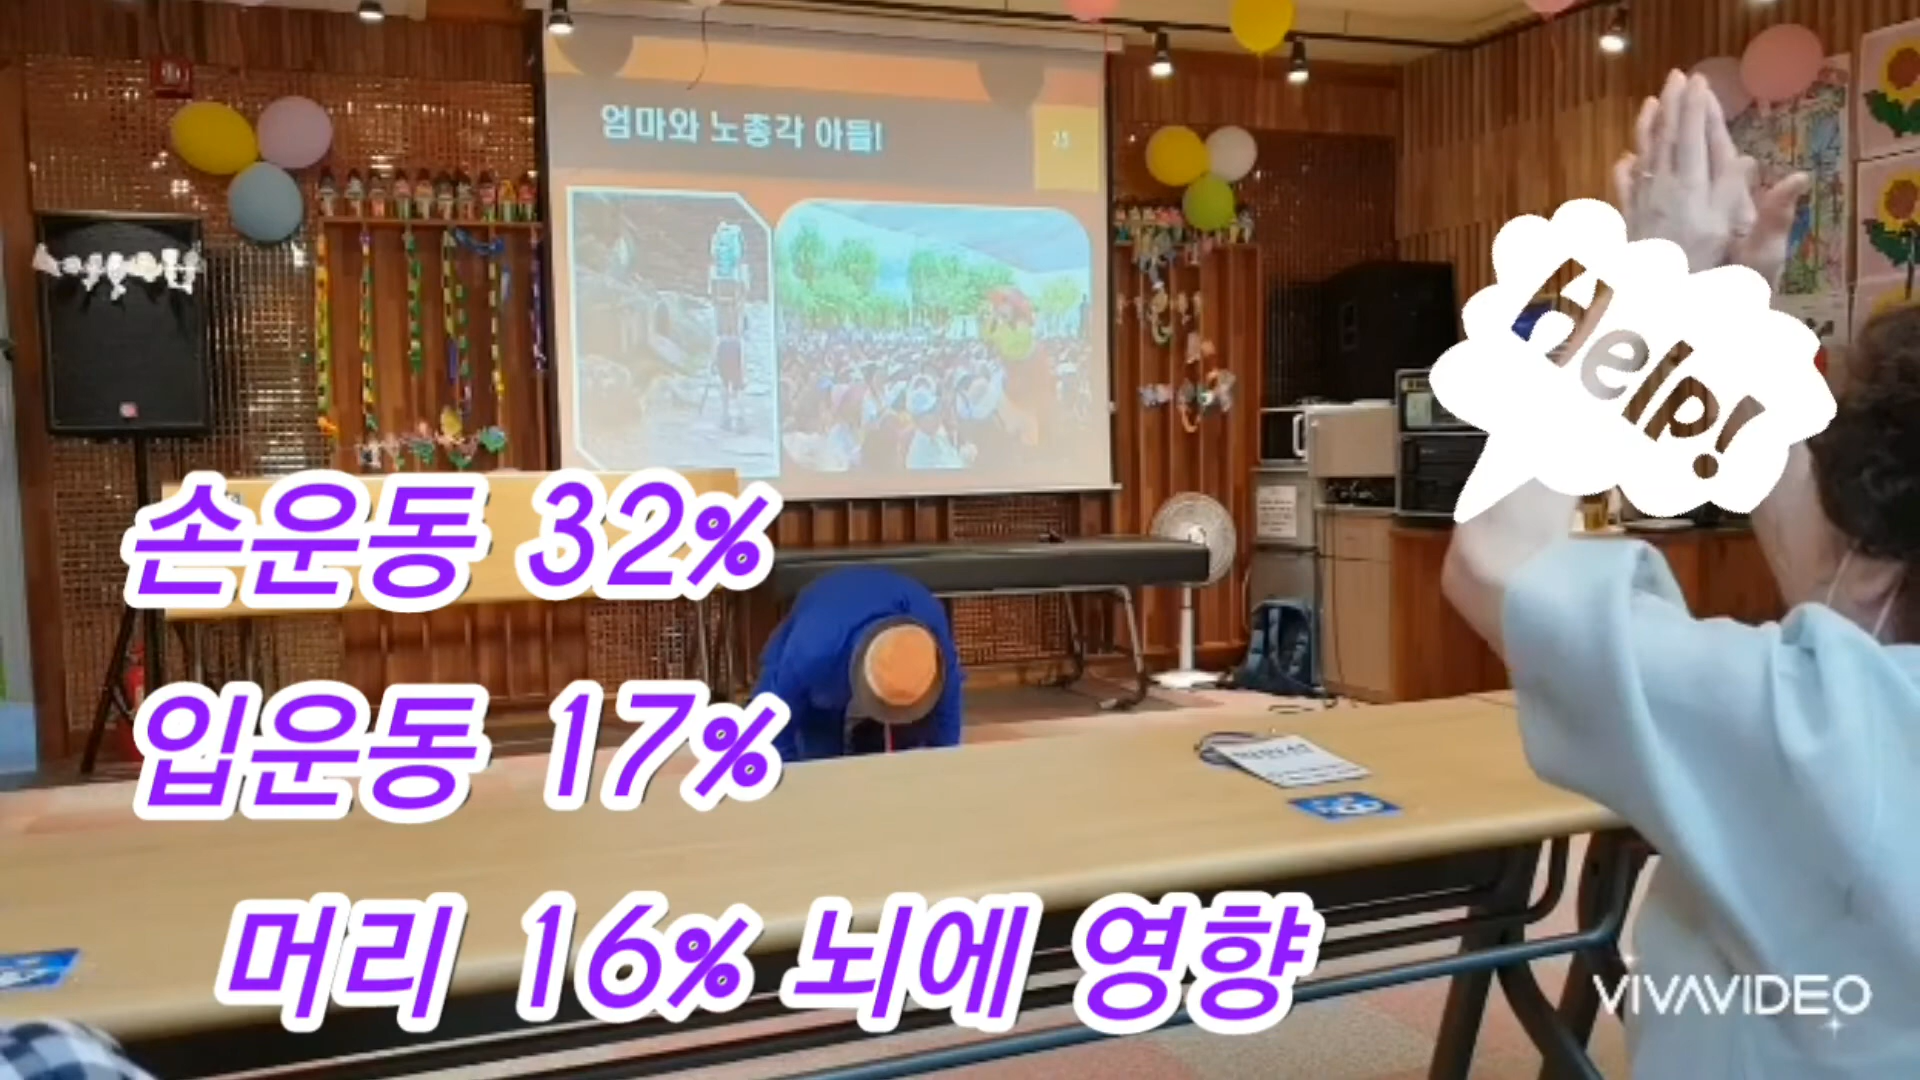 엄마와 노총각 아들!
25
Help!
손운동 32%
입운동 17%
머리 16% 뇌에 영향
VIVAVIDEO